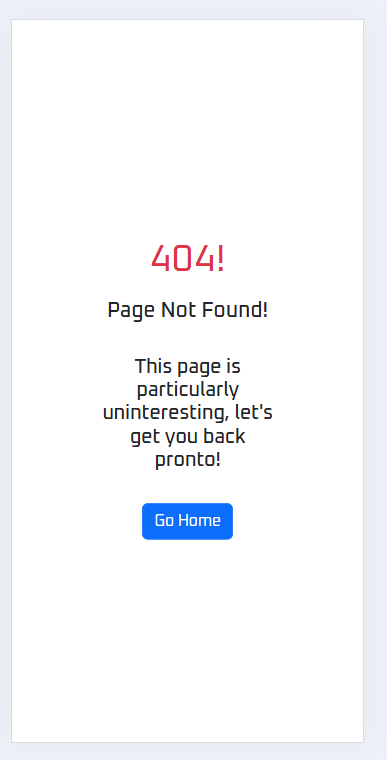 404!
Page Not Found!
This page is
particularly
uninteresting, let's
get you back
pronto!
Go Home